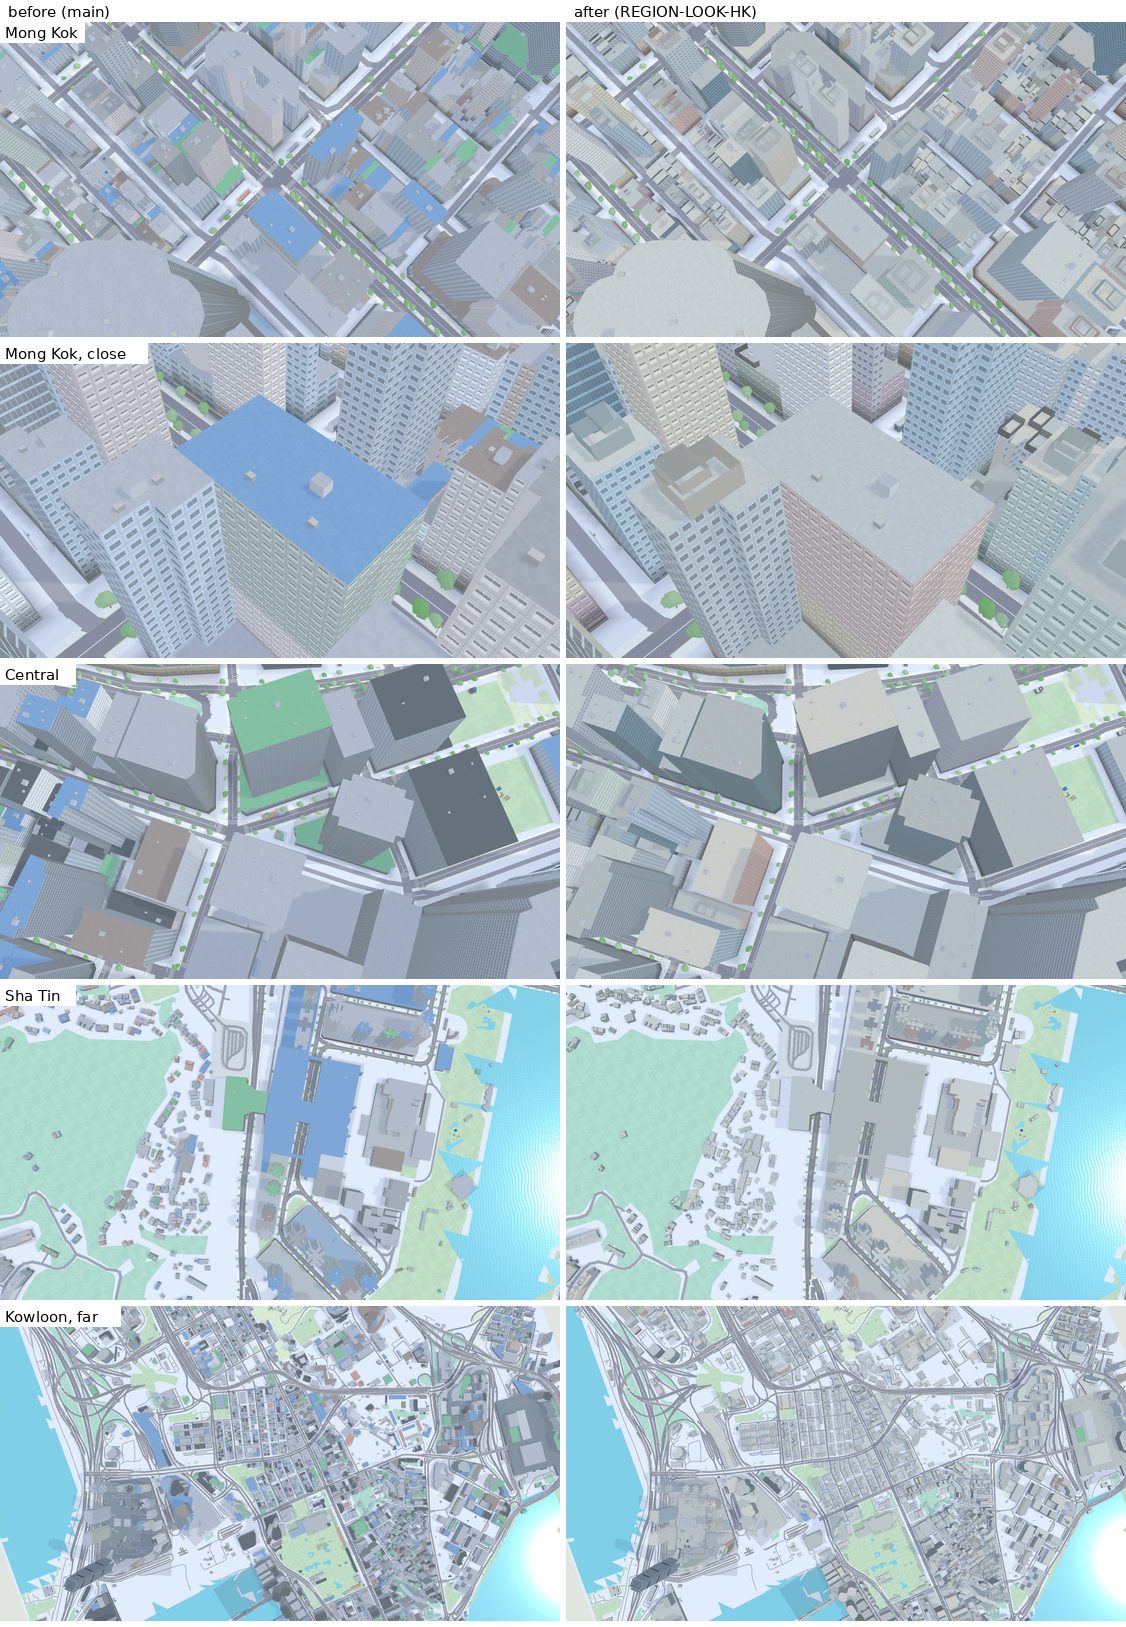 before (main)
after (REGION-LOOK-HK)
Mong Kok
Mong Kok, close
Central
Sha Tin
Kowloon, far